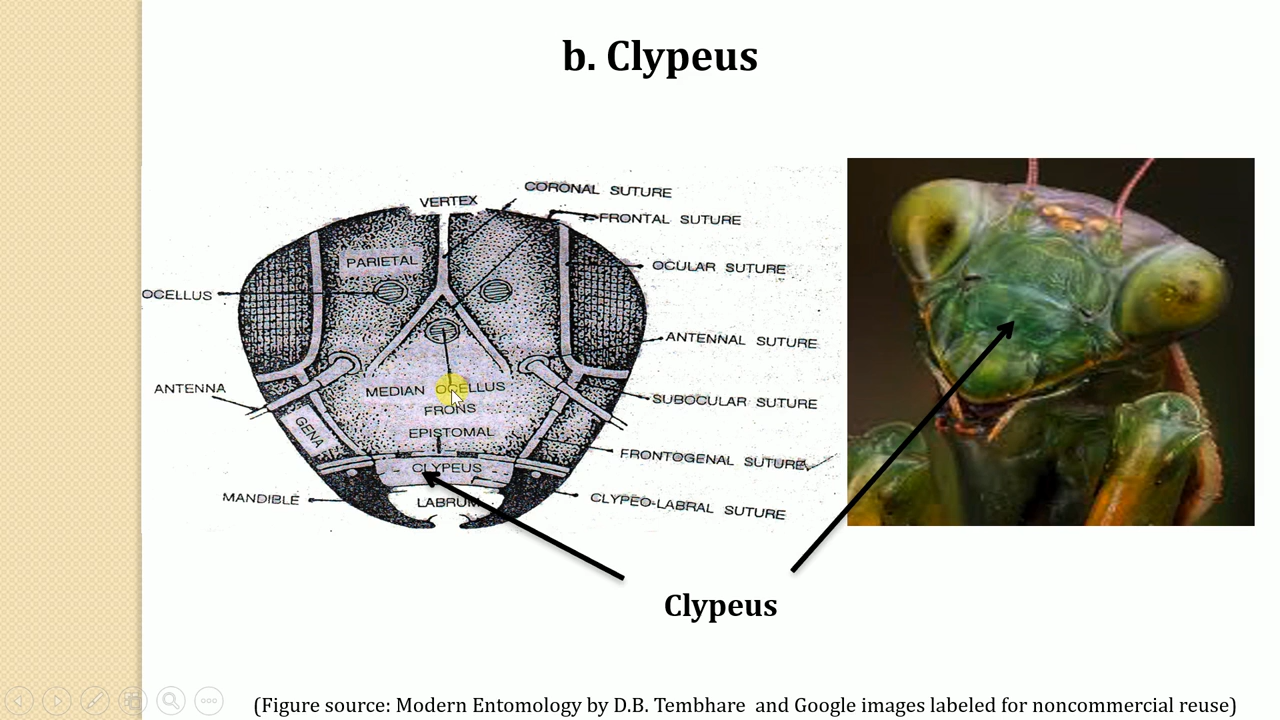 b. Clypeus
CORONAL SUTURE
VERTEX
FRONTAL SUTURE
PARIETAL
OCULAR SUTURE
OCELLUS
ANTENNAL SUTURE
MEDIAN OCELLUS
ANTENNA
SUBOCULAR SUTURE
FRONS
GENA
EPISTOMAL
FRONTOGENAL SUTURE
CLYPEUS
MANDIBLE
LABRUM
CLYPEO-LABRAL SUTURE
Clypeus
(Figure source: Modern Entomology by D.B. Tembhare and Google images labeled for noncommercial reuse)